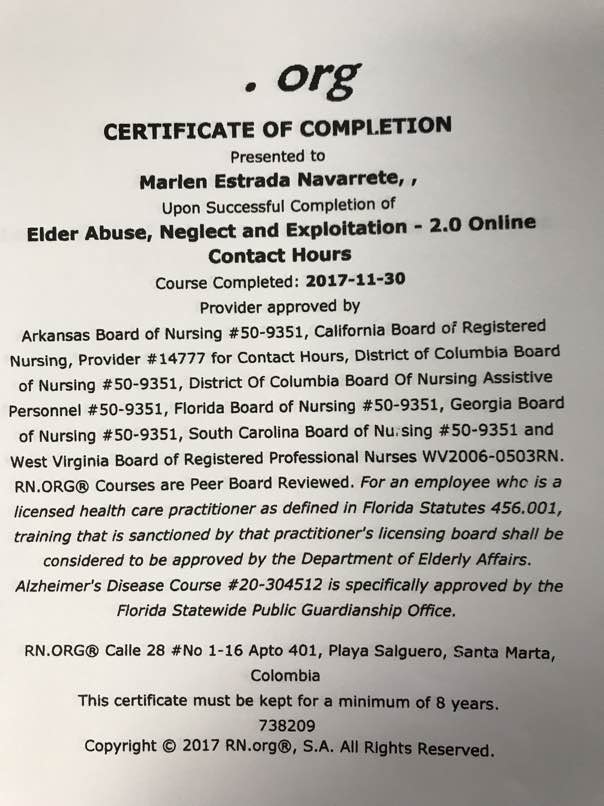 . org
CERTIFICATE OF COMPLETION
Presented to
Marlen Estrada Navarrete, ,
Upon Successful Completion of
Elder Abuse, Neglect and Exploitation - 2.0 Online
Contact Hours
Course Completed: 2017-11-30
Provider approved by
Arkansas Board of Nursing #50-9351, California Board of Registered
Nursing, Provider #14777 for Contact Hours, District of Columbia Board
of Nursing #50-9351, District Of Columbia Board Of Nursing Assistive
Personnel #50-9351, Florida Board of Nursing #50-9351, Georgia Board
of Nursing #50-9351, South Carolina Board of Nursing #50-9351 and
West Virginia Board of Registered Professional Nurses WV2006-0503RN.
RN.ORG® Courses are Peer Board Reviewed. For an employee who is a
licensed health care practitioner as defined in Florida Statutes 456.001,
training that is sanctioned by that practitioner's licensing board shall be
considered to be approved by the Department of Elderly Affairs.
Alzheimer's Disease Course #20-304512 is specifically approved by the
Florida Statewide Public Guardianship Office.
RN.ORG® Calle 28 #No 1-16 Apto 401, Playa Salguero, Santa Marta,
Colombia
This certificate must be kept for a minimum of 8 years.
738209
Copyright © 2017 RN.org®, S.A. All Rights Reserved.